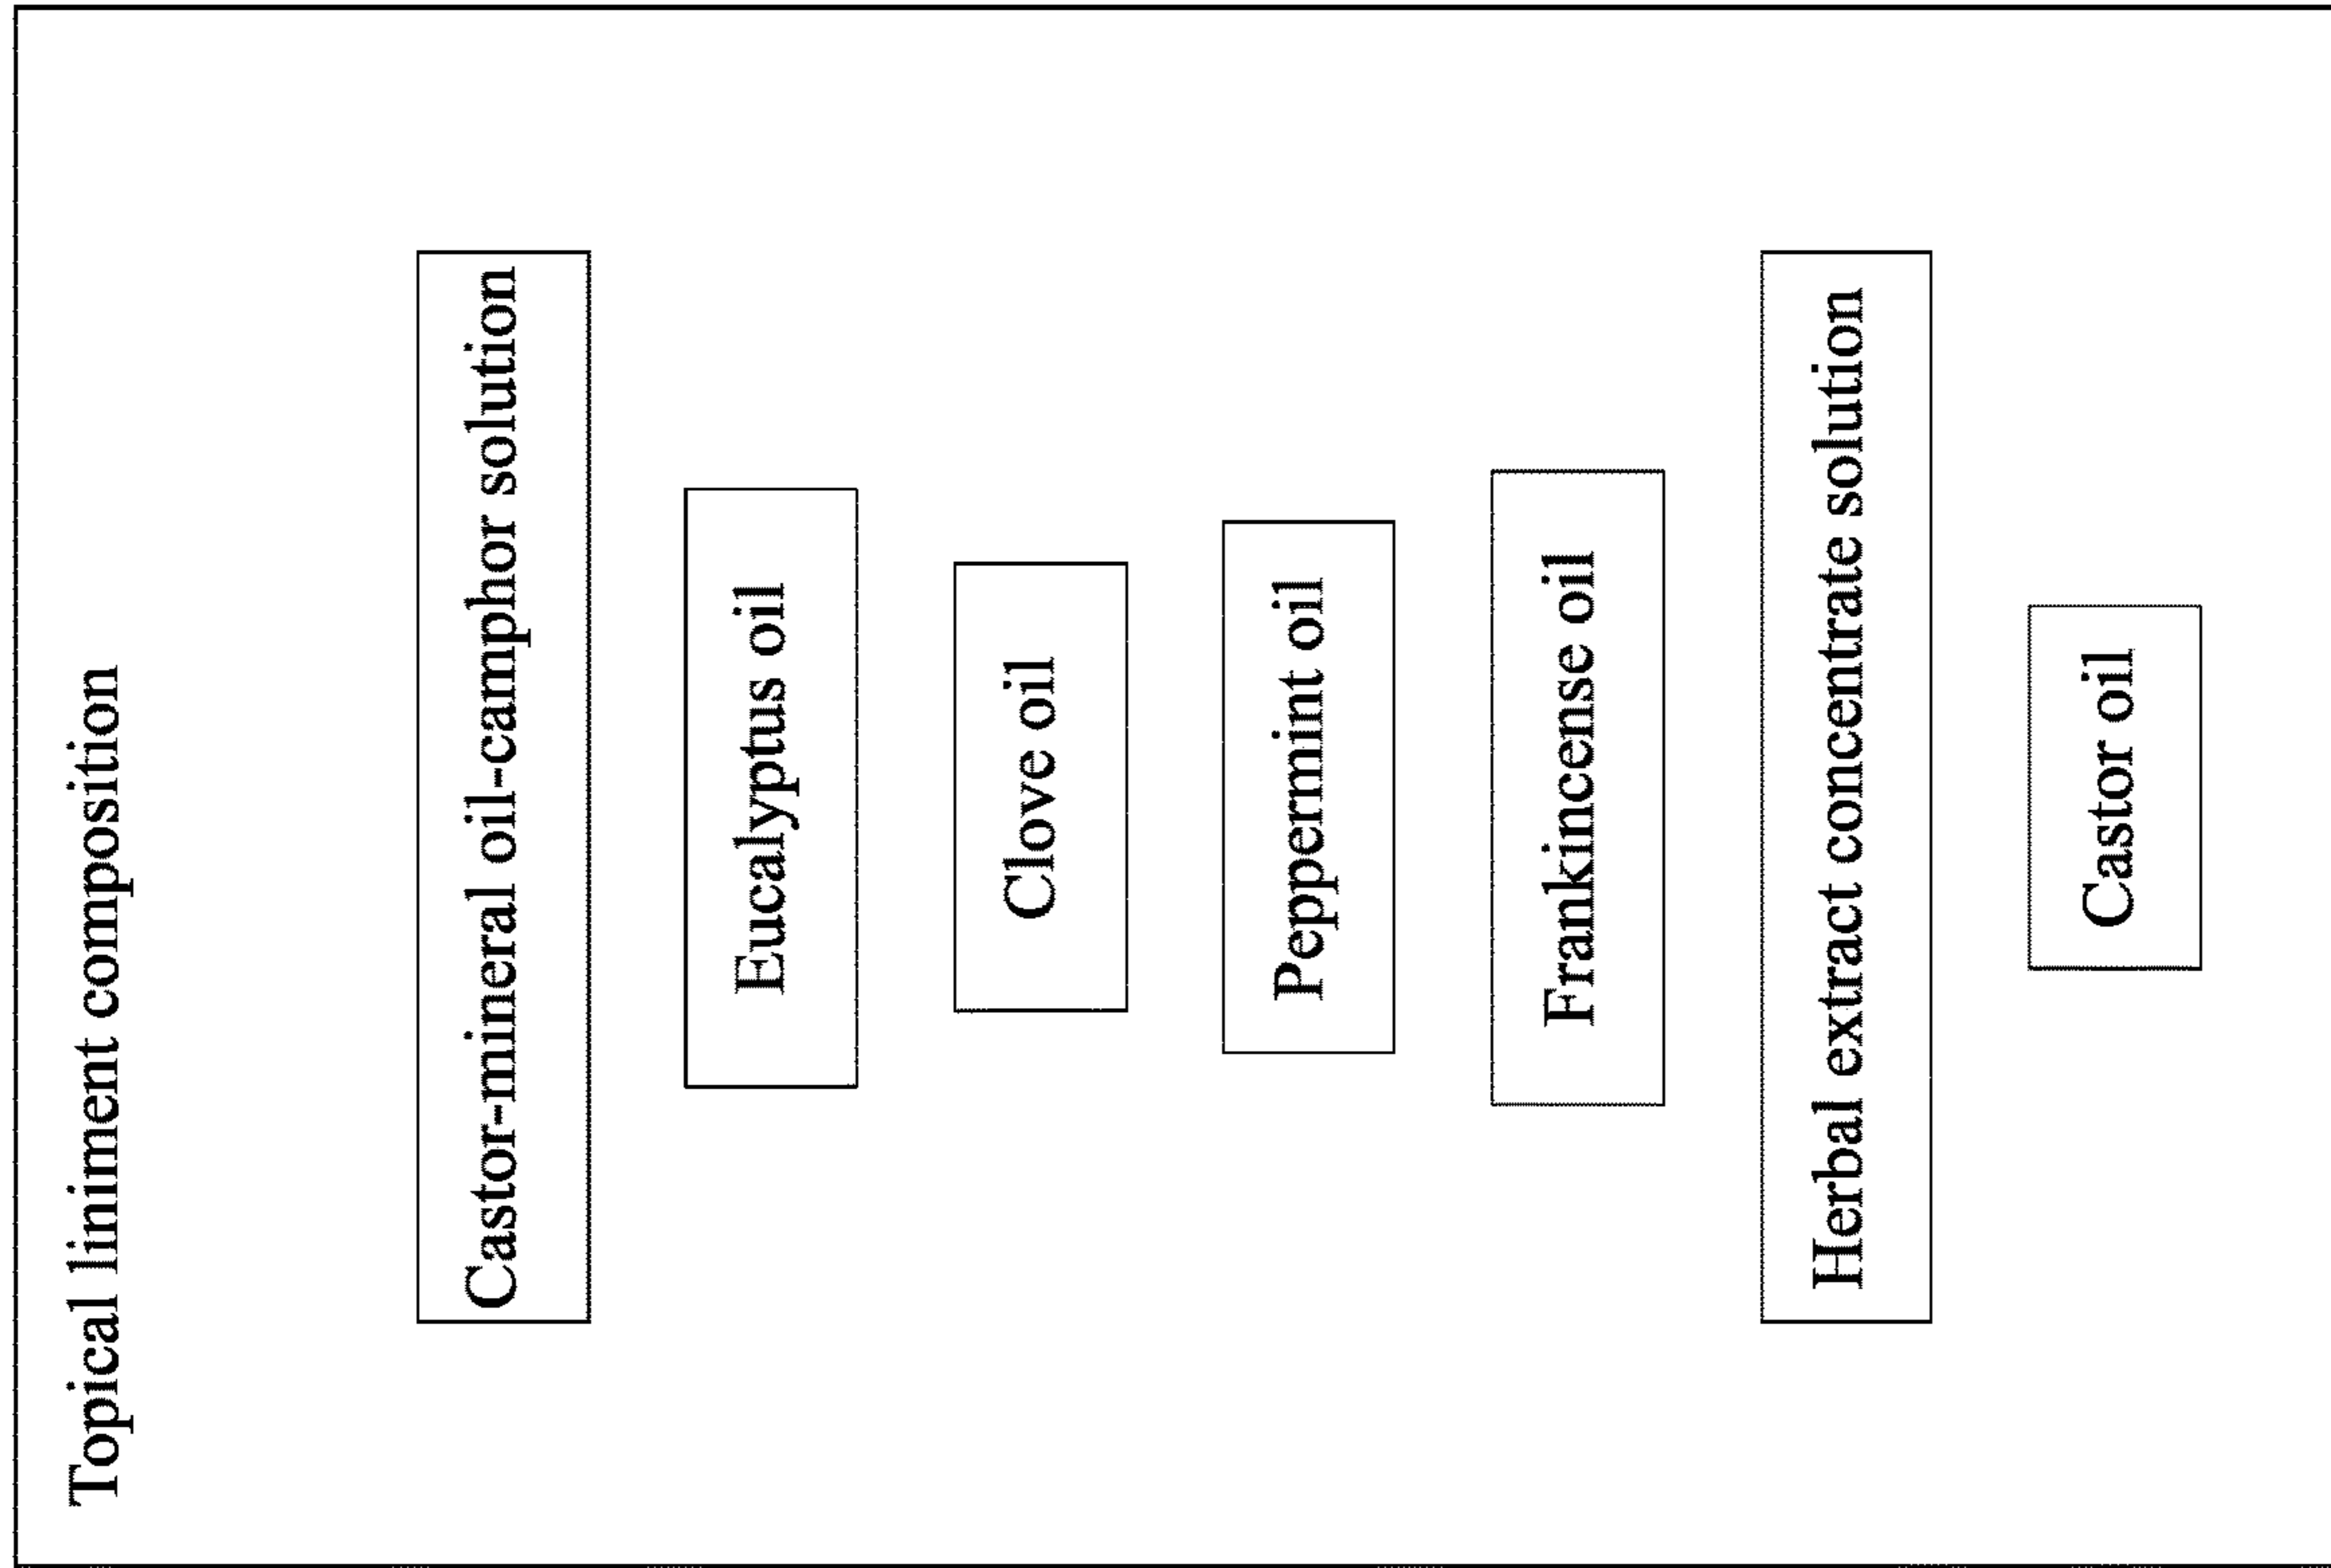 Topical liniment composition
Castor-mineral oil-camphor solution
Eucalyptus oil
Clove oil
Peppermint oil
Frankincense oil
Herbal extract concentrate solution
Castor oil